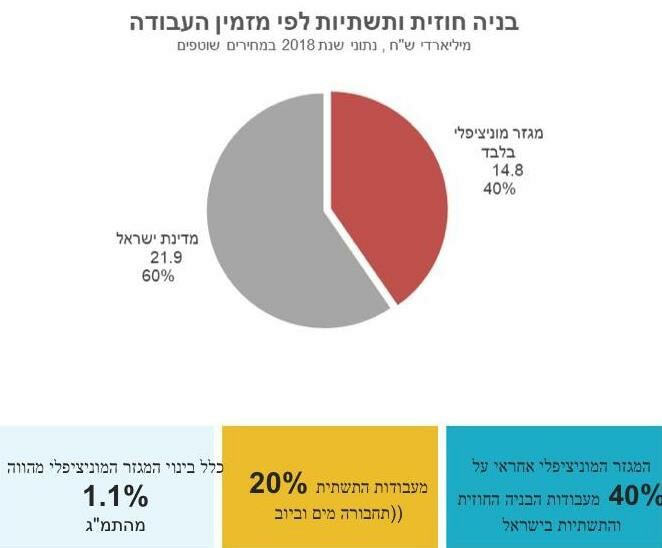 בניה חוזית ותשתיות לפי מזמין העבודה
מיליארדי ש"ח , נתוני שנת 2018 במחירים שוטפים
מגזר מוניציפלי
בלבד
14.8
40%
מדינת ישראל
21.9
60%
המגזר המוניציפלי אחראי על
40% מעבודות הבניה החוזית
והתשתיות בישראל
מעבודות התשתית 20%
((תחבורה מים וביוב
כלל בינוי המגזר המוניציפלי מהווה
1.1%
מהתמ"ג